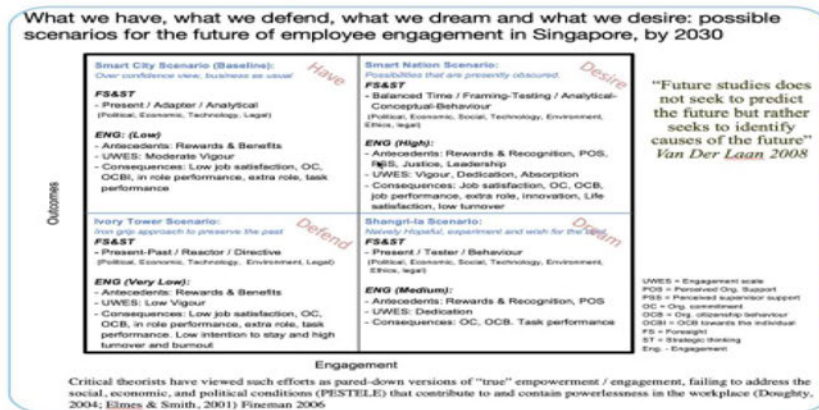 What we have, what we defend, what we dream and what we desire: possible
scenarios for the future of employee engagement in Singapore, by 2030
Outcomes
Smart City Scenario (Baseline):
Over confidence view, business as usual
Have
FS&ST
- Present / Adapter / Analytical
(Political, Economic, Technology, Legal)
ENG: (Low)
- Antecedents: Rewards & Benefits
- UWES: Moderate Vigour
- Consequences: Low job satisfaction, OC,
OCBI, in role performance, extra role, task
performance
Smart Nation Scenario:
Possibilities that are presently obscured.
Desire
FS&ST
- Balanced Time / Framing-Testing / Analytical-
Conceptual-Behaviour
(Political, Economic, Social, Technology, Environment,
Ethics, legal)
ENG (High):
- Antecedents: Rewards & Recognition, POS,
PSS, Justice, Leadership
- UWES: Vigour, Dedication, Absorption
- Consequences: Job satisfaction, OC, OCB,
job performance, extra role, innovation, Life
satisfaction, low turnover
Ivory Tower Scenario:
Iron grip approach to preserve the past
Defend
FS&ST
- Present-Past / Reactor / Directive
(Political, Economic, Technology, Environment, Legal)
ENG (Very Low):
- Antecedents: Rewards & Benefits
- UWES: Low Vigour
- Consequences: Low job satisfaction, OC,
OCB, in role performance, extra role, task
performance. Low intention to stay and high
turnover and burnout
Shangri-la Scenario:
Naively Hopeful, experiment and wish for the
Dream
FS&ST
- Present / Tester / Behaviour
(Political, Economic, Social, Technology, Environment,
Ethics, legal)
ENG (Medium):
- Antecedents: Rewards & Recognition, POS
- UWES: Dedication
- Consequences: OC, OCB. Task performance
"Future studies does
not seek to predict
the future but rather
seeks to identify
causes of the future"
Van Der Laan 2008
UWES = Engagement scale
POS = Perceived Org. Support
PSS = Perceived supervisor support
OC = Org. commitment
OCB = Org. citizenship behaviour
OCBI = OCB towards the individual
FS = Foresight
ST = Strategic thinking
Eng. - Engagement
Engagement
Critical theorists have viewed such efforts as pared-down versions of "true" empowerment / engagement, failing to address the
social, economic, and political conditions (PESTELE) that contribute to and contain powerlessness in the workplace (Doughty,
2004; Elmes & Smith, 2001) Fineman 2006